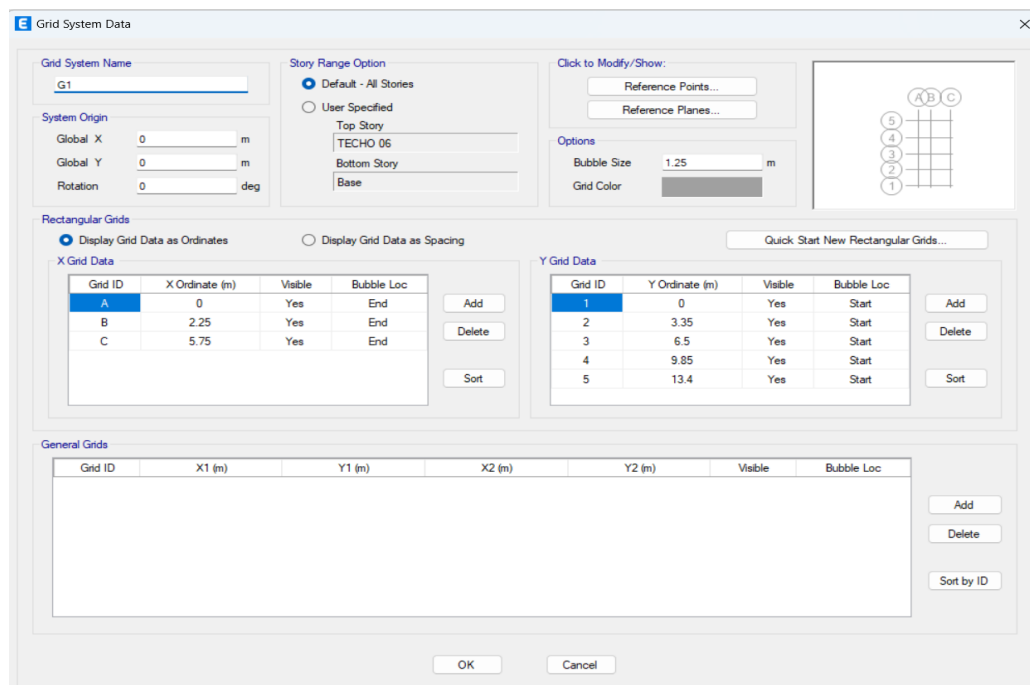 E Grid System Data
Grid System Name
G1
System Origin
Global X 0 m
Global Y 0 m
Rotation 0 deg
Story Range Option
Default - All Stories
User Specified
Top Story
TECHO 06
Bottom Story
Base
Click to Modify/Show:
Reference Points...
Reference Planes...
Options
Bubble Size 1.25 m
Grid Color
A B C
5
4
3
2
1
Rectangular Grids
Display Grid Data as Ordinates Display Grid Data as Spacing Quick Start New Rectangular Grids...
X Grid Data
Grid ID X Ordinate (m) Visible Bubble Loc
A 0 Yes End
B 2.25 Yes End
C 5.75 Yes End
Add
Delete
Sort
Y Grid Data
Grid ID Y Ordinate (m) Visible Bubble Loc
1 0 Yes Start
2 3.35 Yes Start
3 6.5 Yes Start
4 9.85 Yes Start
5 13.4 Yes Start
Add
Delete
Sort
General Grids
Grid ID X1 (m) Y1 (m) X2 (m) Y2 (m) Visible Bubble Loc
Add
Delete
Sort by ID
OK Cancel